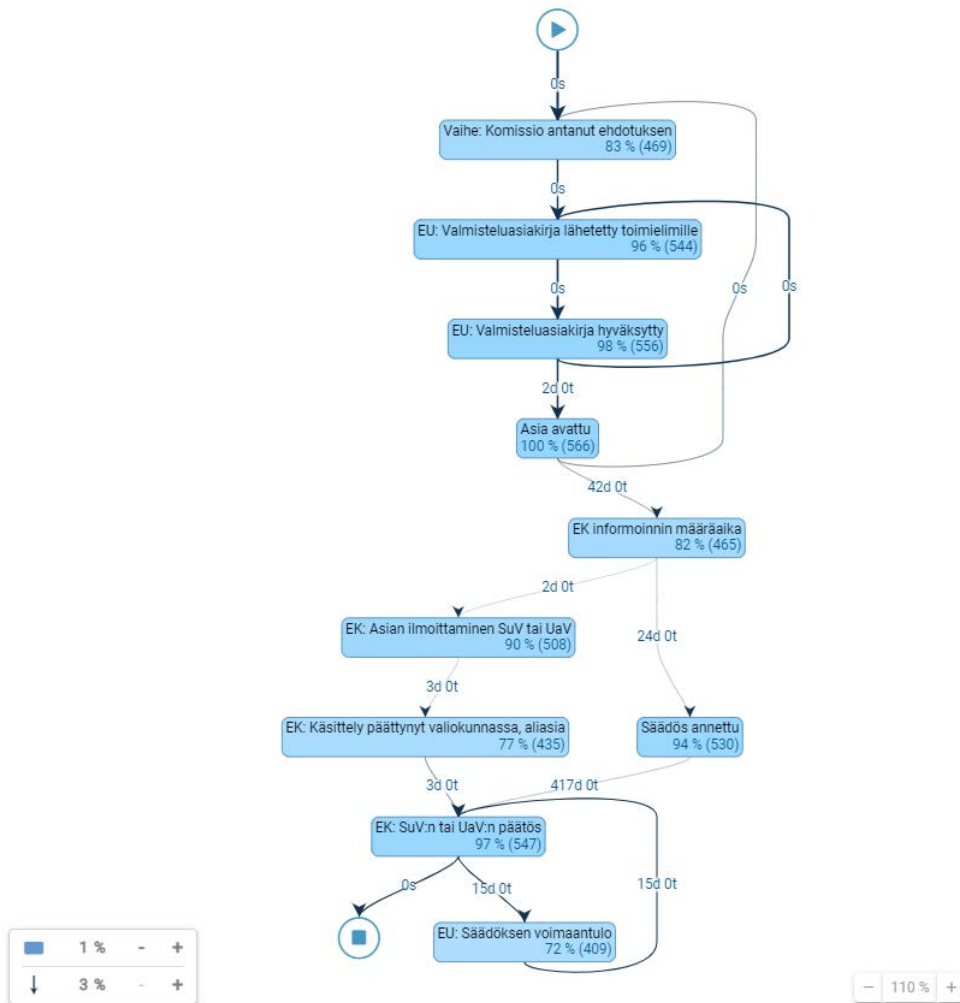 0s
Vaihe: Komissio antanut ehdotuksen
83 % (469)
0s
EU: Valmisteluasiakirja lähetetty toimielimille
96 % (544)
0s
0s
0s
EU: Valmisteluasiakirja hyväksytty
98 % (556)
2d 0t
Asia avattu
100 % (566)
42d 0t
EK informoinnin määräaika
82 % (465)
2d 0t
EK: Asian ilmoittaminen SuV tai UaV
90 % (508)
24d 0t
3d 0t
EK: Käsittely päättynyt valiokunnassa, aliasia
77 % (435)
Säädös annettu
94 % (530)
3d 0t
417d 0t
EK: SuV:n tai UaV:n päätös
97 % (547)
0s
15d 0t
15d 0t
EU: Säädöksen voimaantulo
72 % (409)
1 % - +
3 % - +
− 110 % +